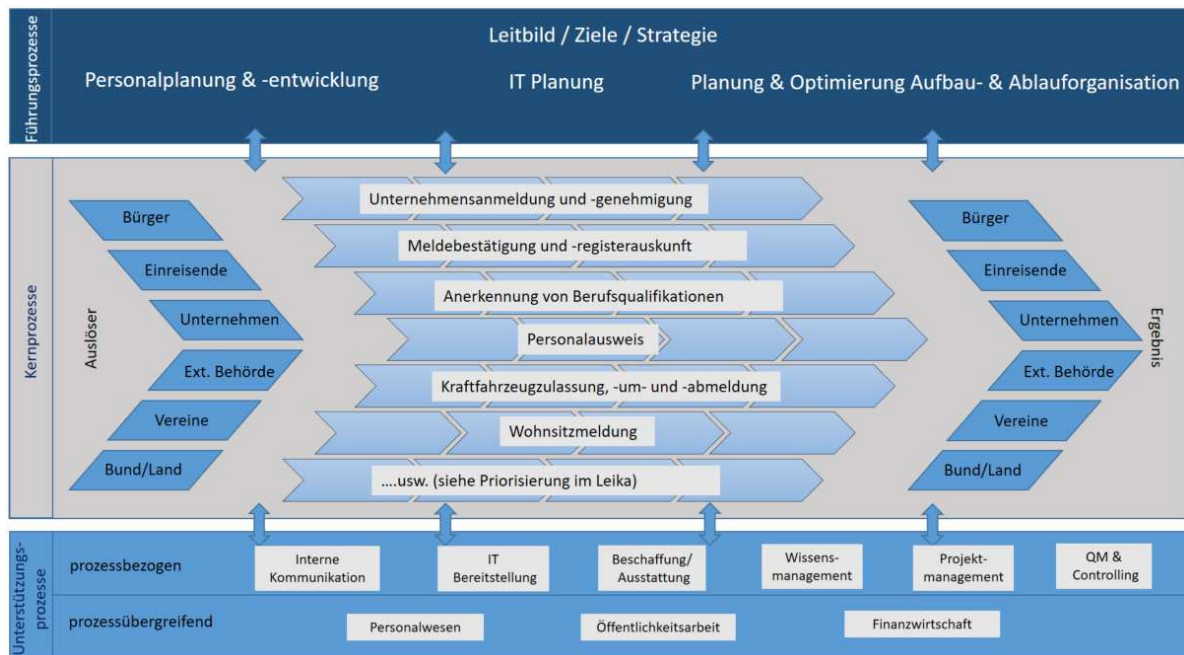 Führungsprozesse
Leitbild / Ziele / Strategie
Personalplanung & -entwicklung
IT Planung
Planung & Optimierung Aufbau- & Ablauforganisation
Kernprozesse
Auslöser
Bürger
Einreisende
Unternehmen
Ext. Behörde
Vereine
Bund/Land
Unternehmensanmeldung und -genehmigung
Meldebestätigung und -registerauskunft
Anerkennung von Berufsqualifikationen
Personalausweis
Kraftfahrzeugzulassung, -um- und -abmeldung
Wohnsitzmeldung
....usw. (siehe Priorisierung im Leika)
Bürger
Einreisende
Unternehmen
Ext. Behörde
Vereine
Bund/Land
Ergebnis
Unterstützungs-
prozesse
prozessbezogen
Interne
Kommunikation
IT
Bereitstellung
Beschaffung/
Ausstattung
Wissens-
management
Projekt-
management
QM &
Controlling
prozessübergreifend
Personalwesen
Öffentlichkeitsarbeit
Finanzwirtschaft